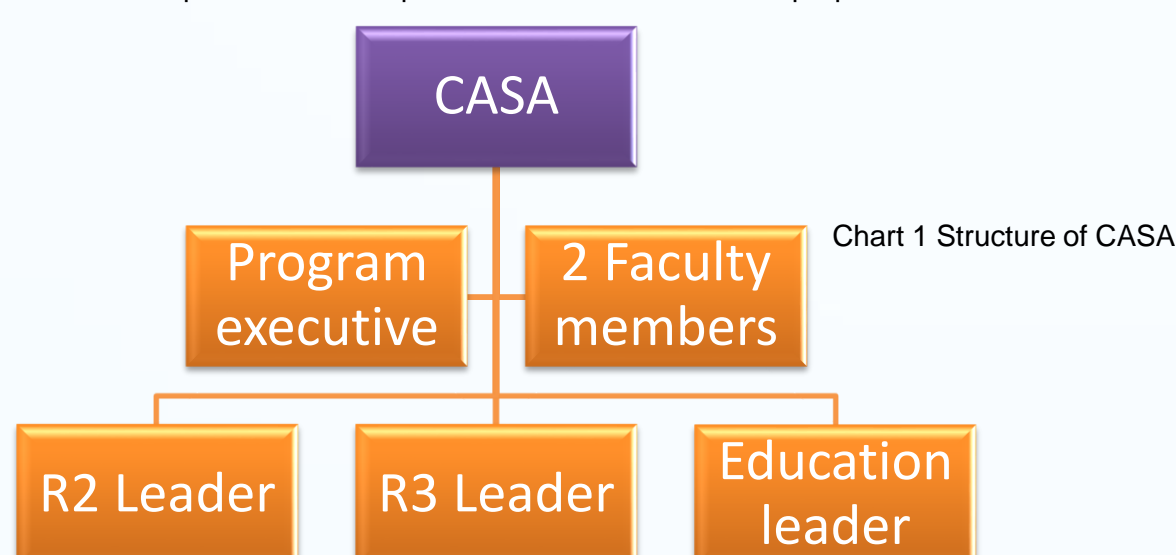 CASA
Program
executive
2 Faculty
members
Chart 1 Structure of CASA
R2 Leader
R3 Leader
Education
leader